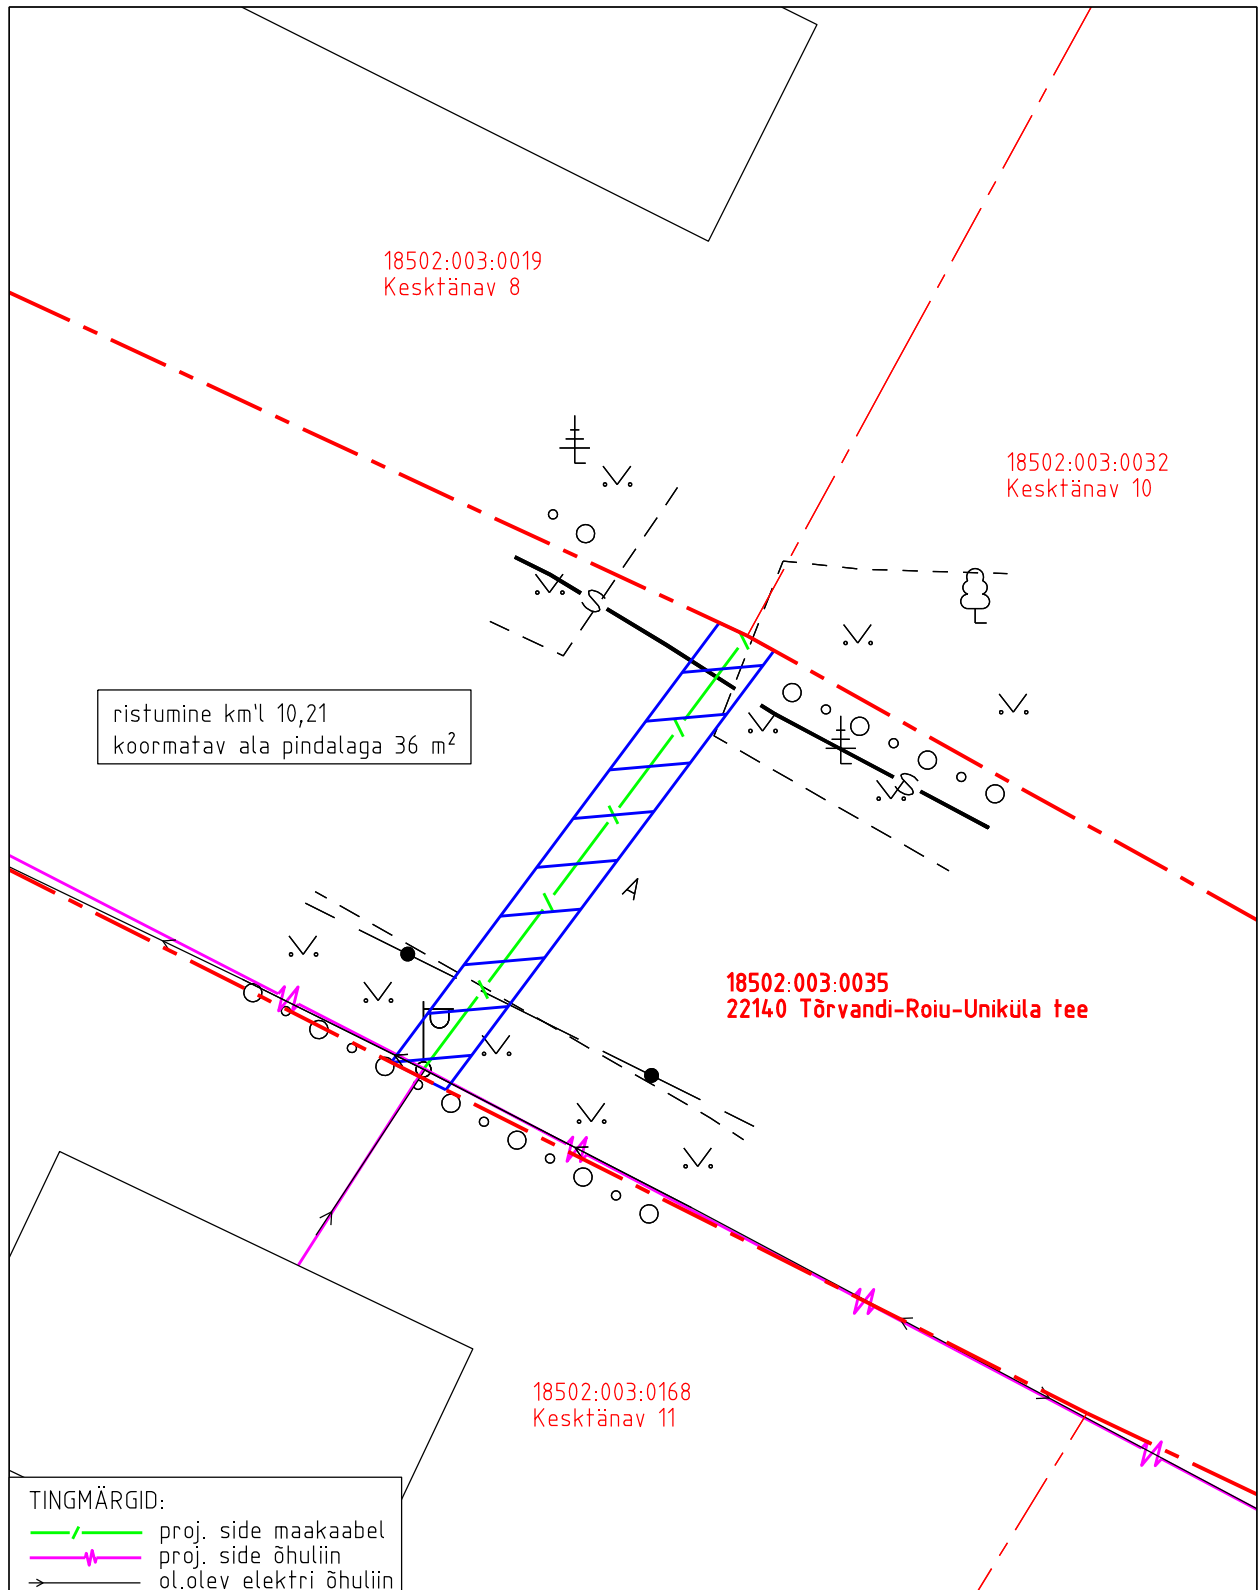 18502:003:0019
Kesktänav 8
18502:003:0032
Kesktänav 10
S
ristumine km'l 10,21
koormatav ala pindalaga 36 m²
S
A
18502:003:0035
22140 Tõrvandi-Roiu-Uniküla tee
18502:003:0168
Kesktänav 11
TINGMÄRGID:
proj. side maakaabel
proj. side õhuliin
ol.olev elektri õhuliin